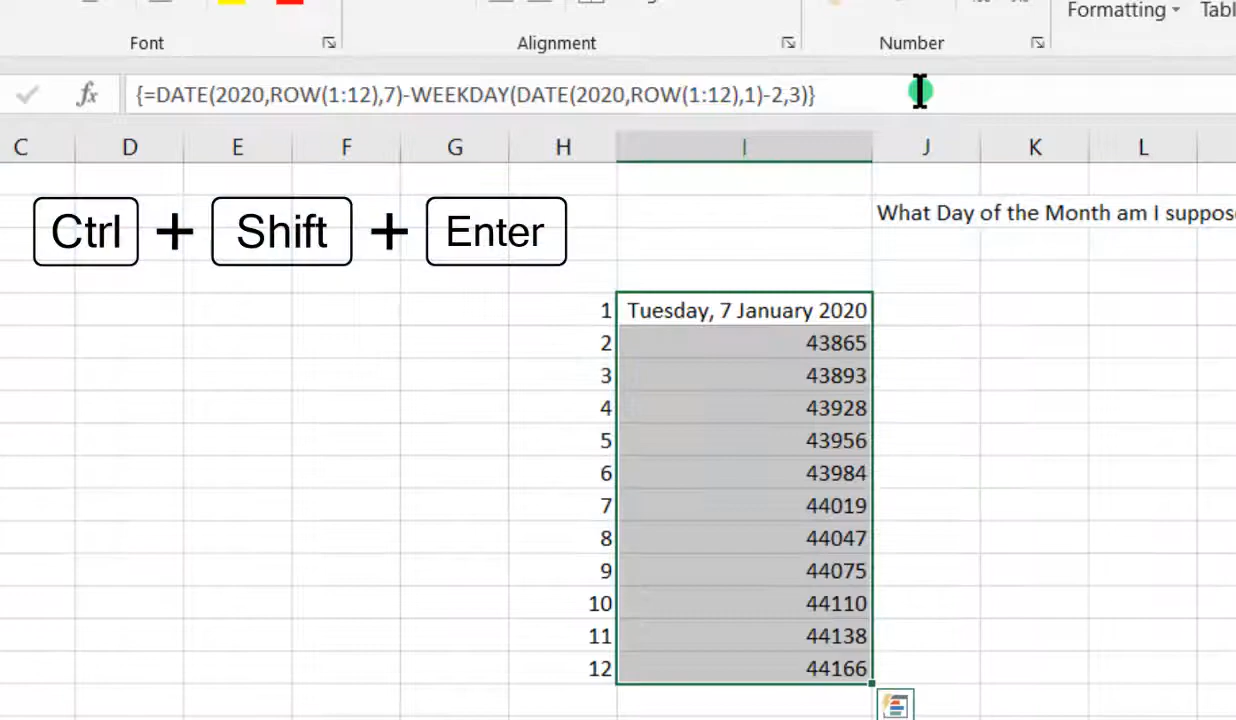 Formatting
Tabl
Font
Alignment
Number
fx
{=DATE(2020,ROW(1:12),7)-WEEKDAY(DATE(2020,ROW(1:12),1)-2,3)}
C D E F G H I J K L
What Day of the Month am I suppos
Ctrl + Shift + Enter
1 Tuesday, 7 January 2020
2 43865
3 43893
4 43928
5 43956
6 43984
7 44019
8 44047
9 44075
10 44110
11 44138
12 44166